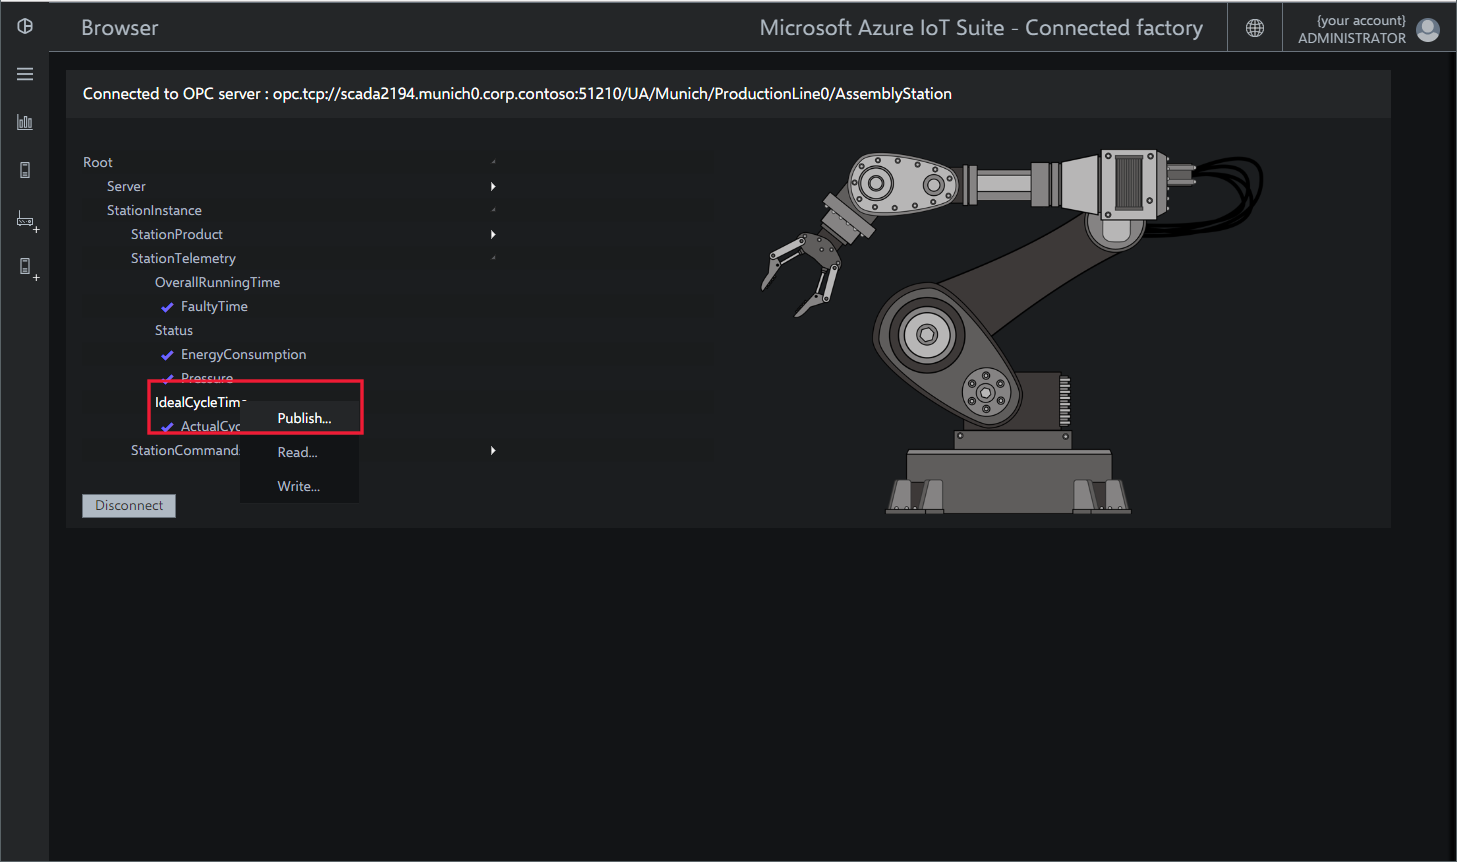 Browser
Microsoft Azure IoT Suite - Connected factory
{your account}
ADMINISTRATOR
Connected to OPC server : opc.tcp://scada2194.munich0.corp.contoso:51210/UA/Munich/ProductionLine0/AssemblyStation
Root
Server
StationInstance
StationProduct
StationTelemetry
OverallRunningTime
FaultyTime
Status
EnergyConsumption
Pressure
IdealCycleTime
Publish...
ActualCyc
StationCommands
Read...
Write...
Disconnect